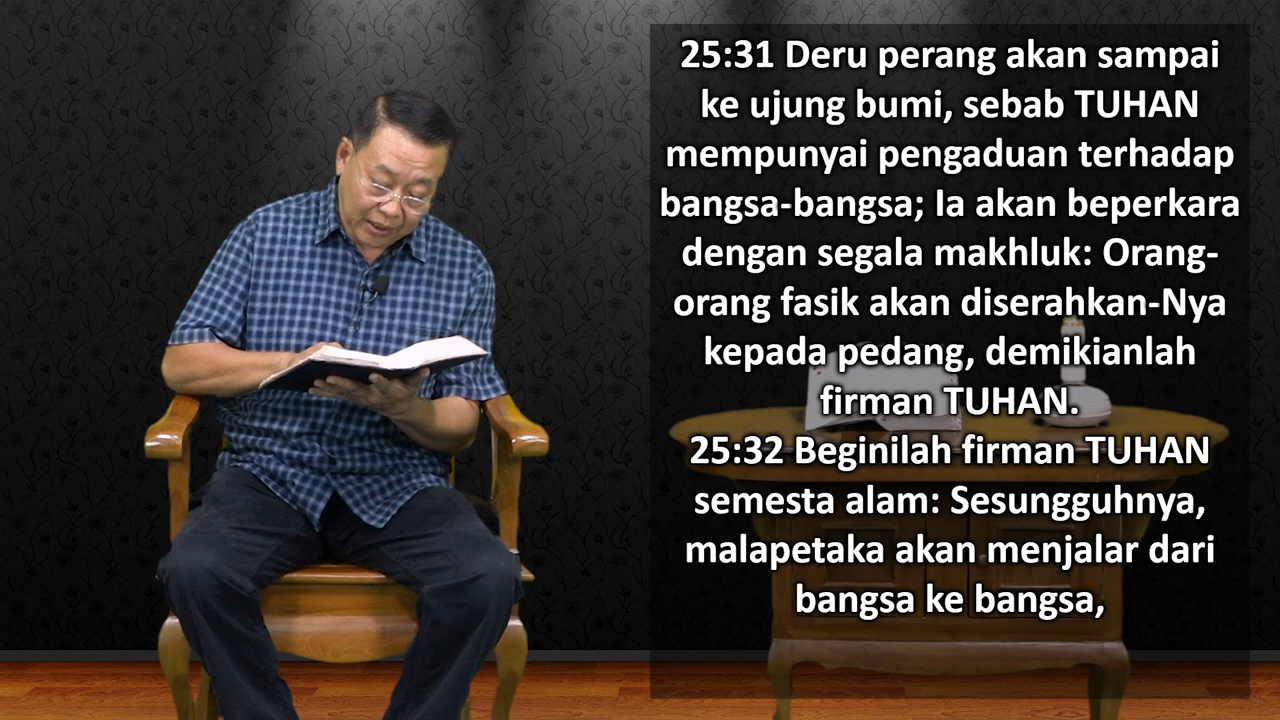 25:31 Deru perang akan sampai
ke ujung bumi, sebab TUHAN
mempunyai pengaduan terhadap
bangsa-bangsa; Ia akan beperkara
dengan segala makhluk: Orang-
orang fasik akan diserahkan-Nya
kepada pedang, demikianlah
firman TUHAN.
25:32 Beginilah firman TUHAN
semesta alam: Sesungguhnya,
malapetaka akan menjalar dari
bangsa ke bangsa,